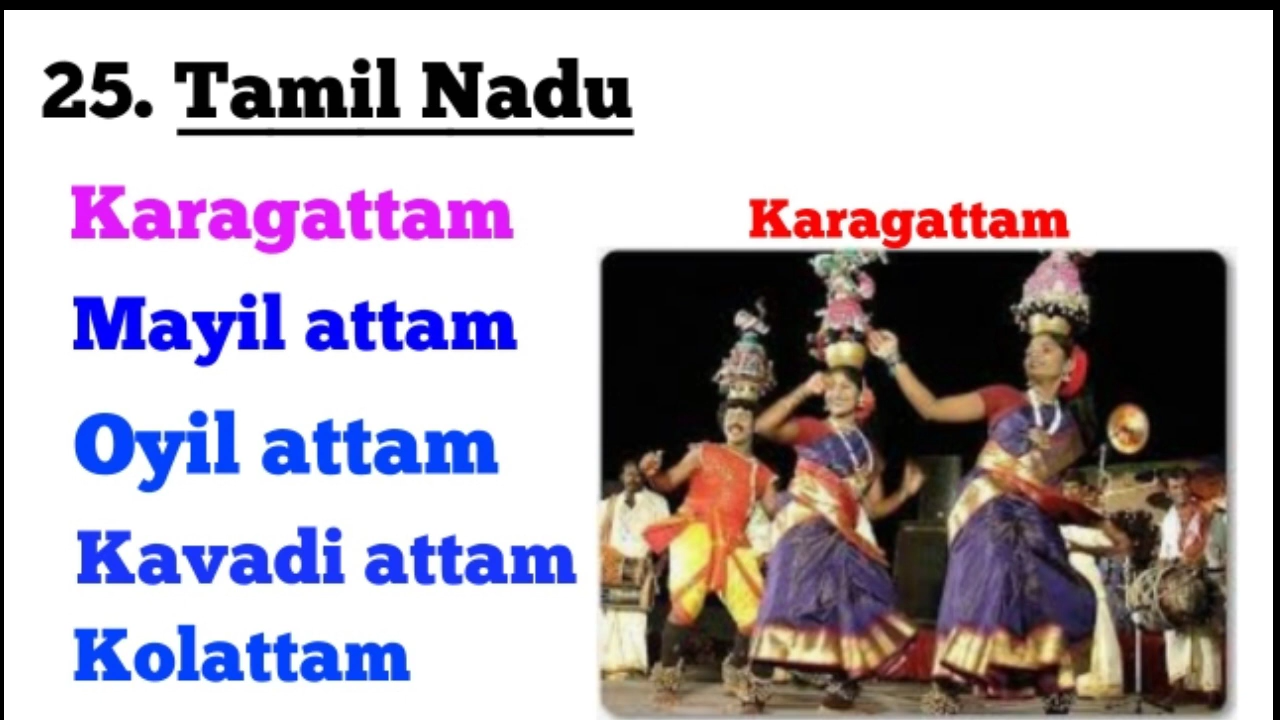 25. Tamil Nadu
Karagattam
Karagattam
Mayil attam
Oyil attam
Kavadi attam
Kolattam